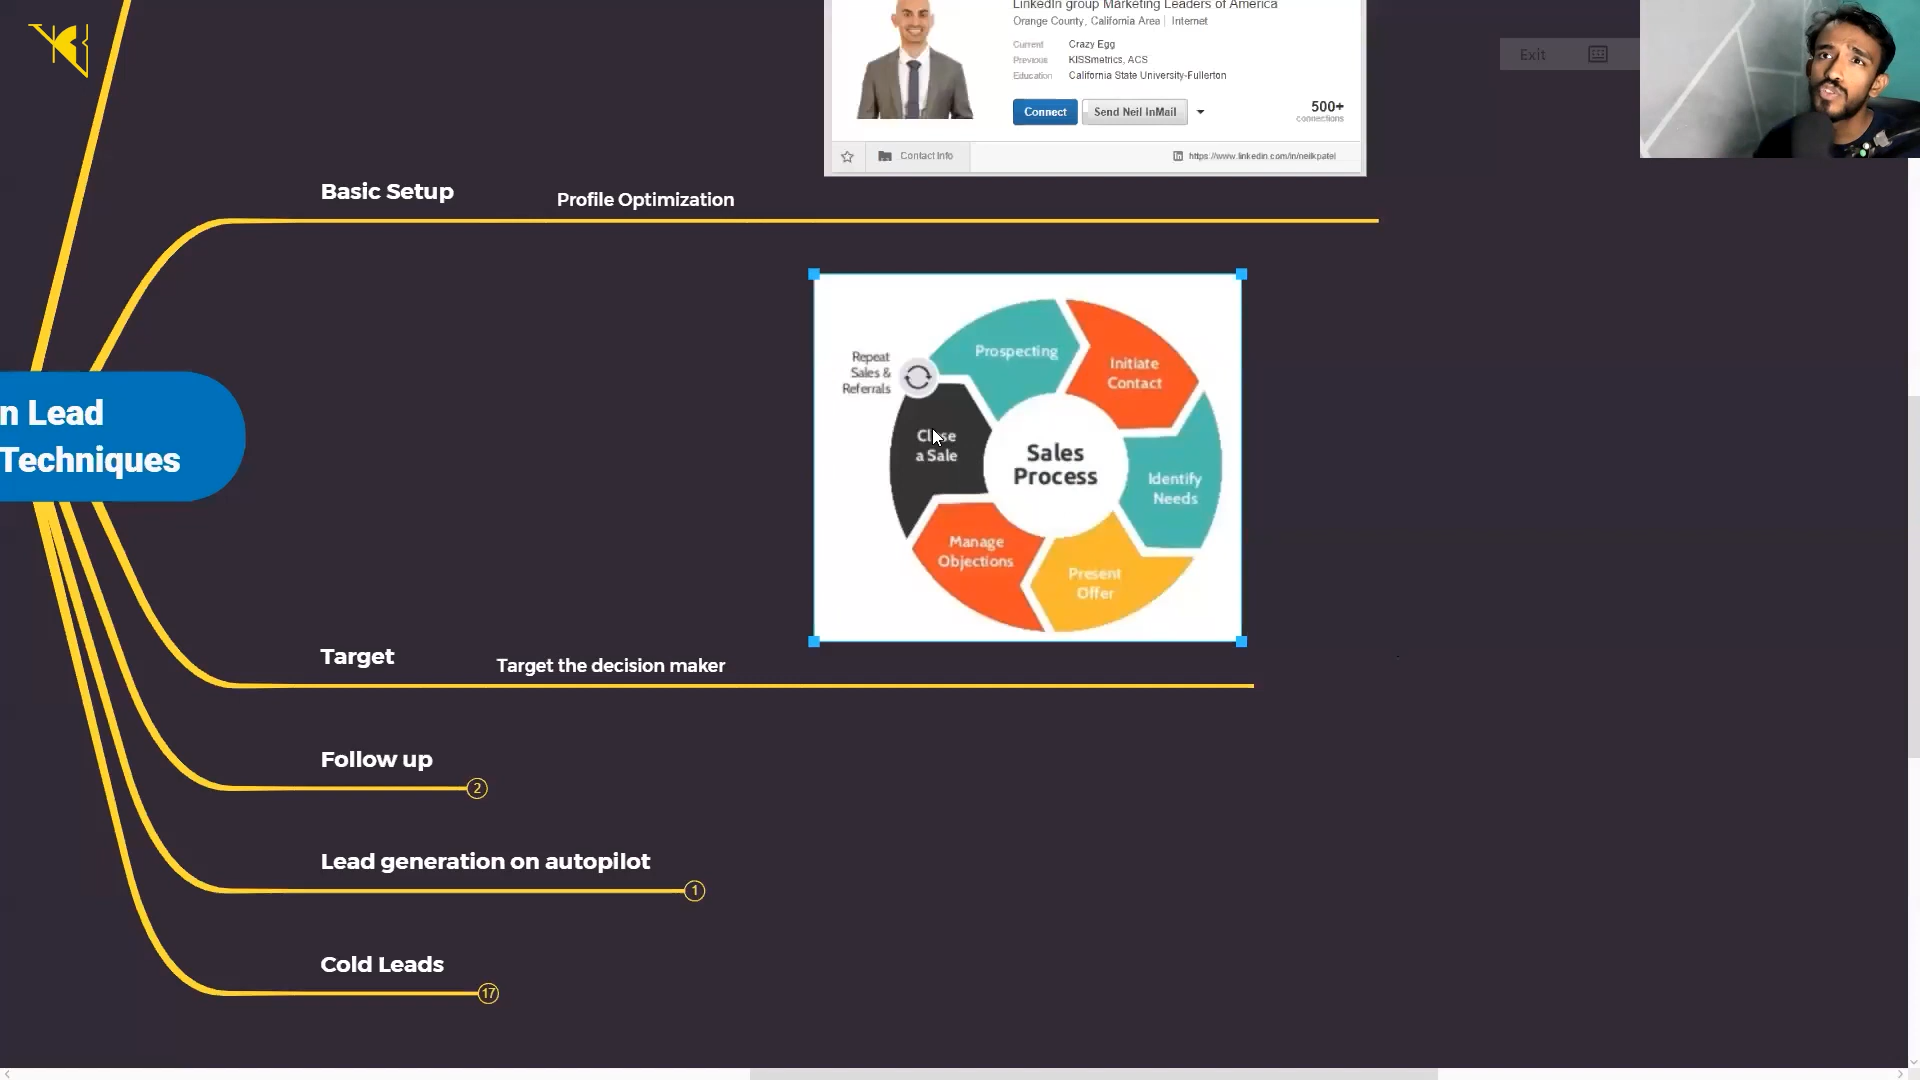 LinkedIn group Marketing Leaders of America
Orange County, California Area | Internet
Current Crazy Egg
Previous KISSmetrics, ACS
Education California State University-Fullerton
Connect Send Neil InMail 500+
connections
Contact Info https://www.linkedin.com/in/neilkpatel
Exit
Basic Setup Profile Optimization
Prospecting
Initiate
Contact
Repeat
Sales &
Referrals
Close
a Sale
Sales
Process
Identify
Needs
Manage
Objections
Present
Offer
n Lead
Techniques
Target Target the decision maker
Follow up
2
Lead generation on autopilot
1
Cold Leads
17